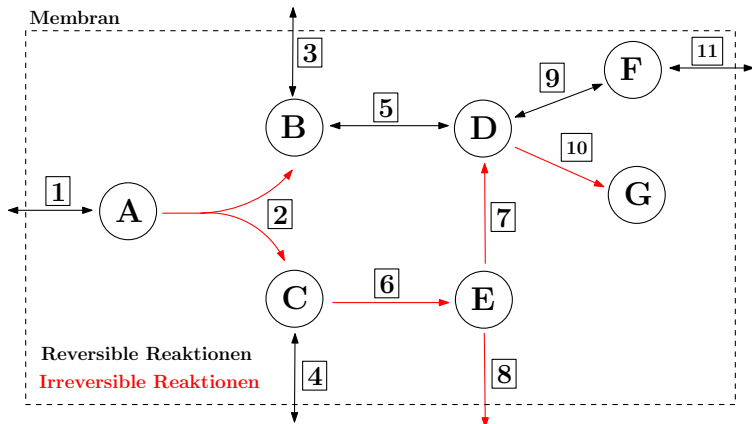 Membran
3
11
F
9
B
5
D
10
1
G
A
2
7
C
6
E
Reversible Reaktionen
4
8
Irreversible Reaktionen